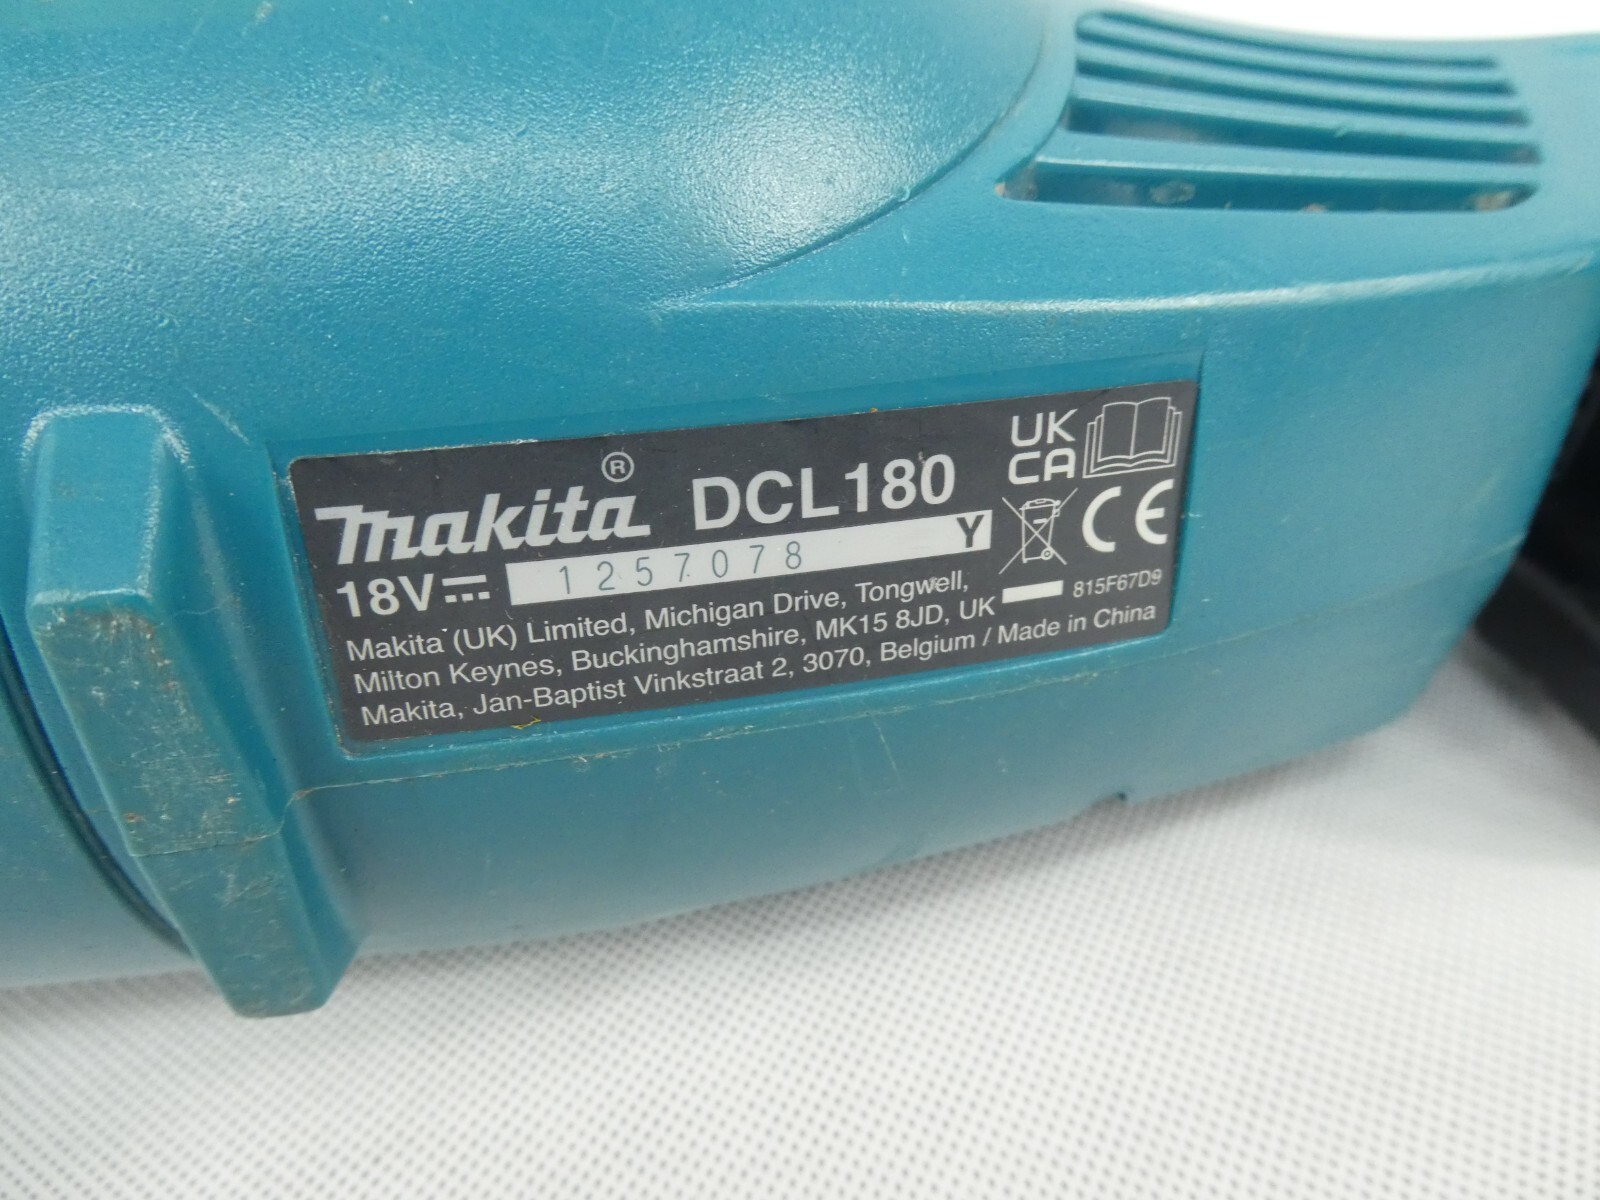 makita® DCL180
UK
CA
CE
18V 1257078 Y
Makita (UK) Limited, Michigan Drive, Tongwell,
Milton Keynes, Buckinghamshire, MK15 8JD, UK 815F67D9
Makita, Jan-Baptist Vinkstraat 2, 3070, Belgium / Made in China